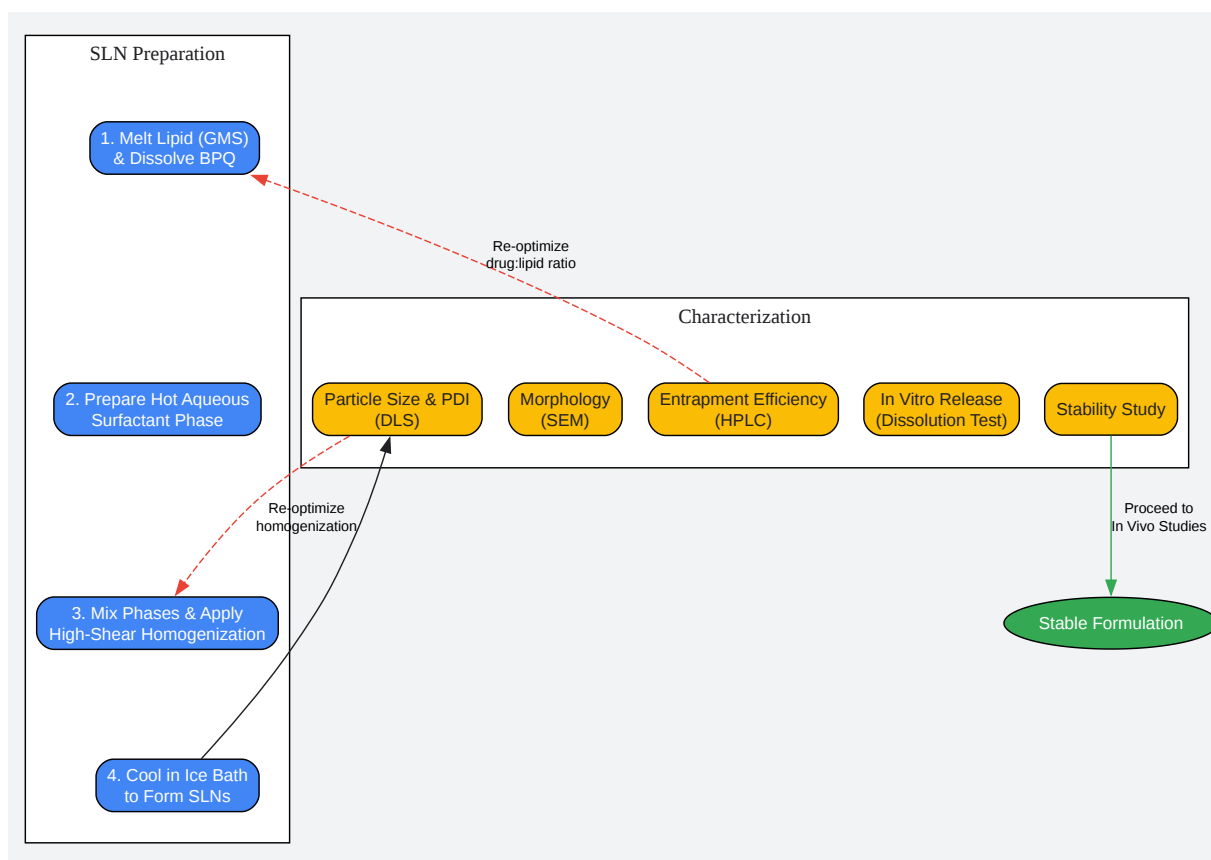 SLN Preparation
1. Melt Lipid (GMS)
& Dissolve BPQ
Re-optimize
drug:lipid ratio
Characterization
2. Prepare Hot Aqueous
Surfactant Phase
Particle Size & PDI
(DLS)
Morphology
(SEM)
Entrapment Efficiency
(HPLC)
In Vitro Release
(Dissolution Test)
Stability Study
Re-optimize
homogenization
Proceed to
In Vivo Studies
3. Mix Phases & Apply
High-Shear Homogenization
Stable Formulation
4. Cool in Ice Bath
to Form SLNs